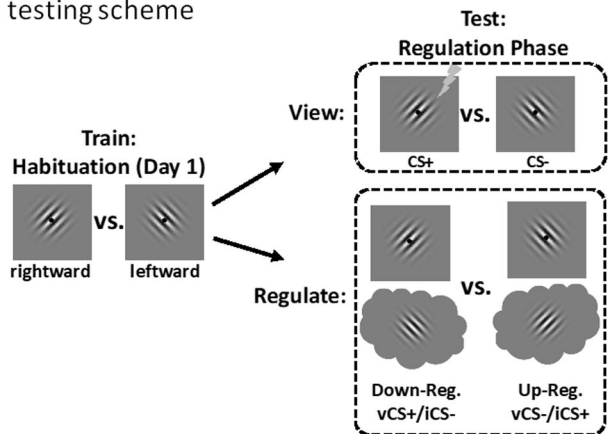 testing scheme
Test:
Regulation Phase
View:
vs.
CS+
CS-
Train:
Habituation (Day 1)
vs.
rightward
leftward
Regulate:
vs.
Down-Reg.
vCS+/iCS-
Up-Reg.
vCS-/iCS+